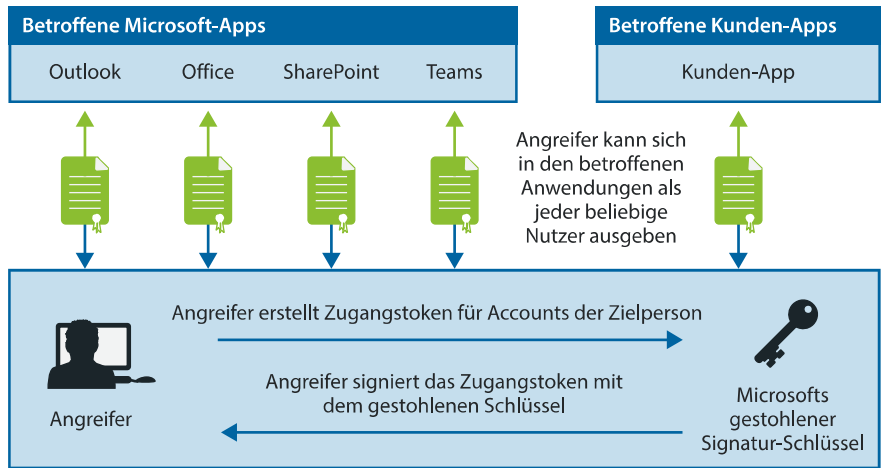 Betroffene Microsoft-Apps
Outlook
Office
SharePoint
Teams
Betroffene Kunden-Apps
Kunden-App
Angreifer kann sich
in den betroffenen
Anwendungen als
jeder beliebige
Nutzer ausgeben
Angreifer erstellt Zugangstoken für Accounts der Zielperson
Angreifer signiert das Zugangstoken mit
dem gestohlenen Schlüssel
Angreifer
Microsofts
gestohlener
Signatur-Schlüssel